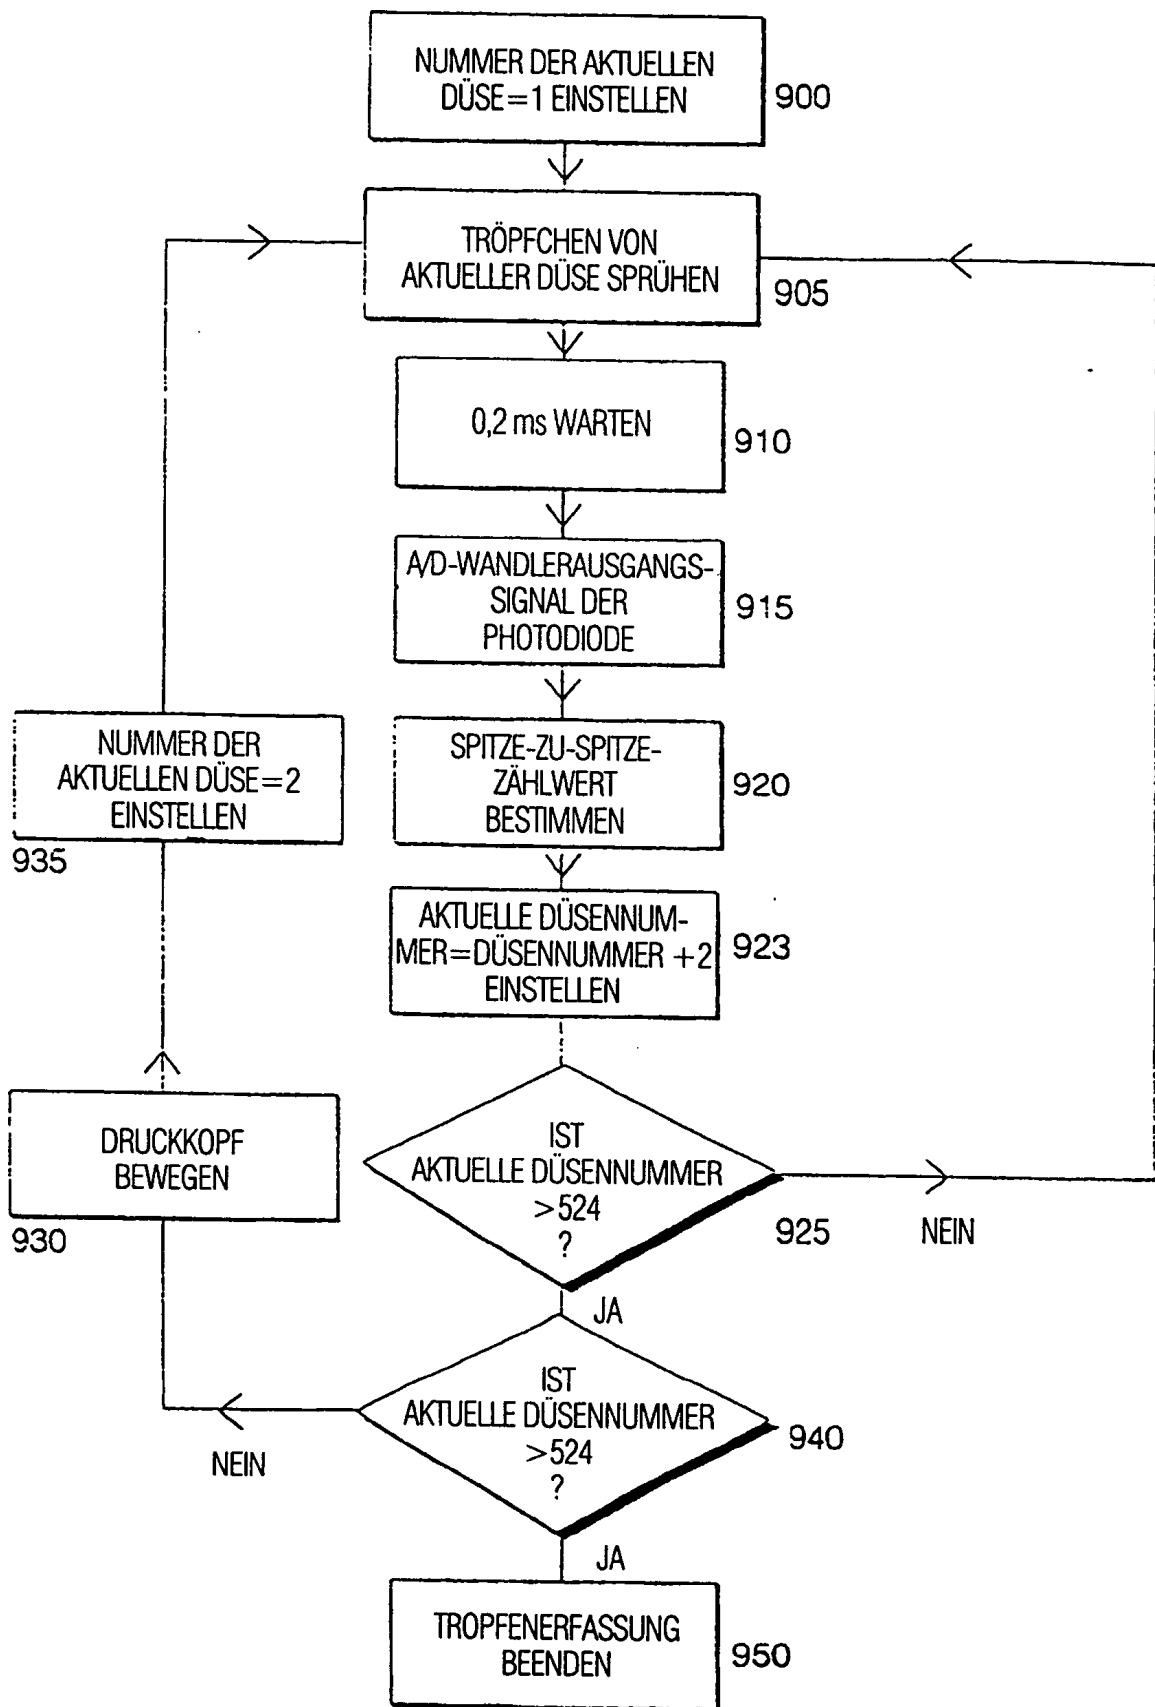 NUMMER DER AKTUELLEN
DÜSE=1 EINSTELLEN
900
TRÖPFCHEN VON
AKTUELLER DÜSE SPRÜHEN
905
0,2 ms WARTEN
910
A/D-WANDLERAUSGANGS-
SIGNAL DER
PHOTODIODE
915
SPITZE-ZU-SPITZE-
ZÄHLWERT
BESTIMMEN
920
NUMMER DER
AKTUELLEN DÜSE=2
EINSTELLEN
935
AKTUELLE DÜSENNUM-
MER=DÜSENNUMMER +2
EINSTELLEN
923
DRUCKKOPF
BEWEGEN
930
IST
AKTUELLE DÜSENNUMMER
>524
?
925
NEIN
JA
IST
AKTUELLE DÜSENNUMMER
>524
?
940
NEIN
JA
TROPFENERFASSUNG
BEENDEN
950